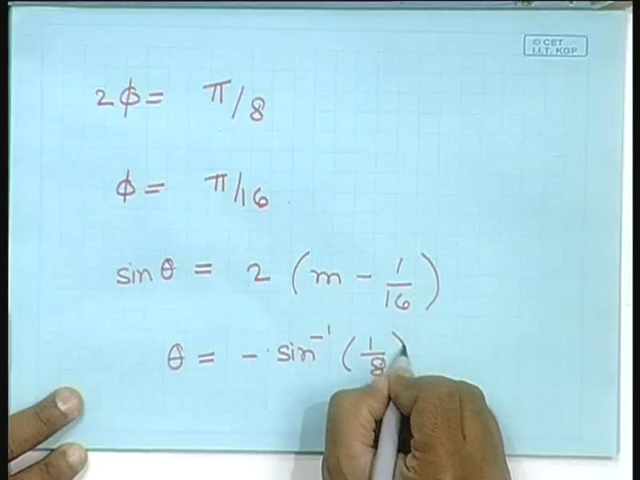 © CET
I.I.T. KGP
2φ = π/8
φ = π/16
sin θ = 2 (m - 1/16)
θ = - sin⁻¹ (1/8)